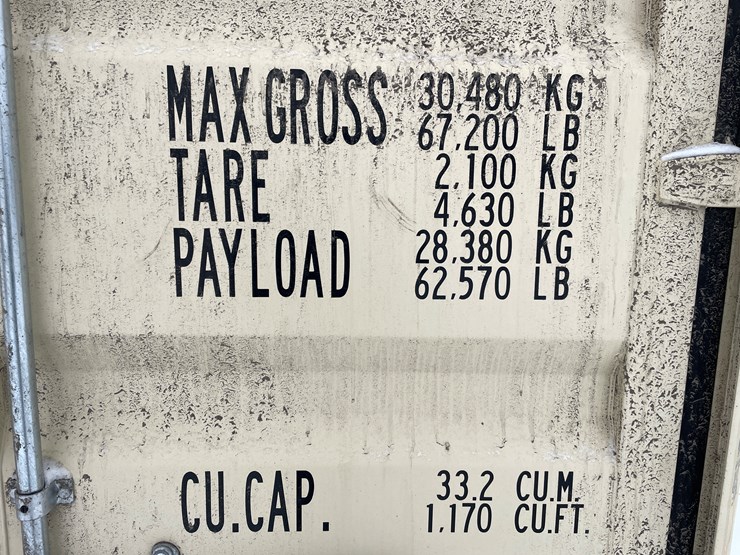 MAX GROSS 30,480 KG
67,200 LB
TARE 2,100 KG
4,630 LB
PAYLOAD 28,380 KG
62,570 LB
CU.CAP. 33.2 CU.M.
1,170 CU.FT.